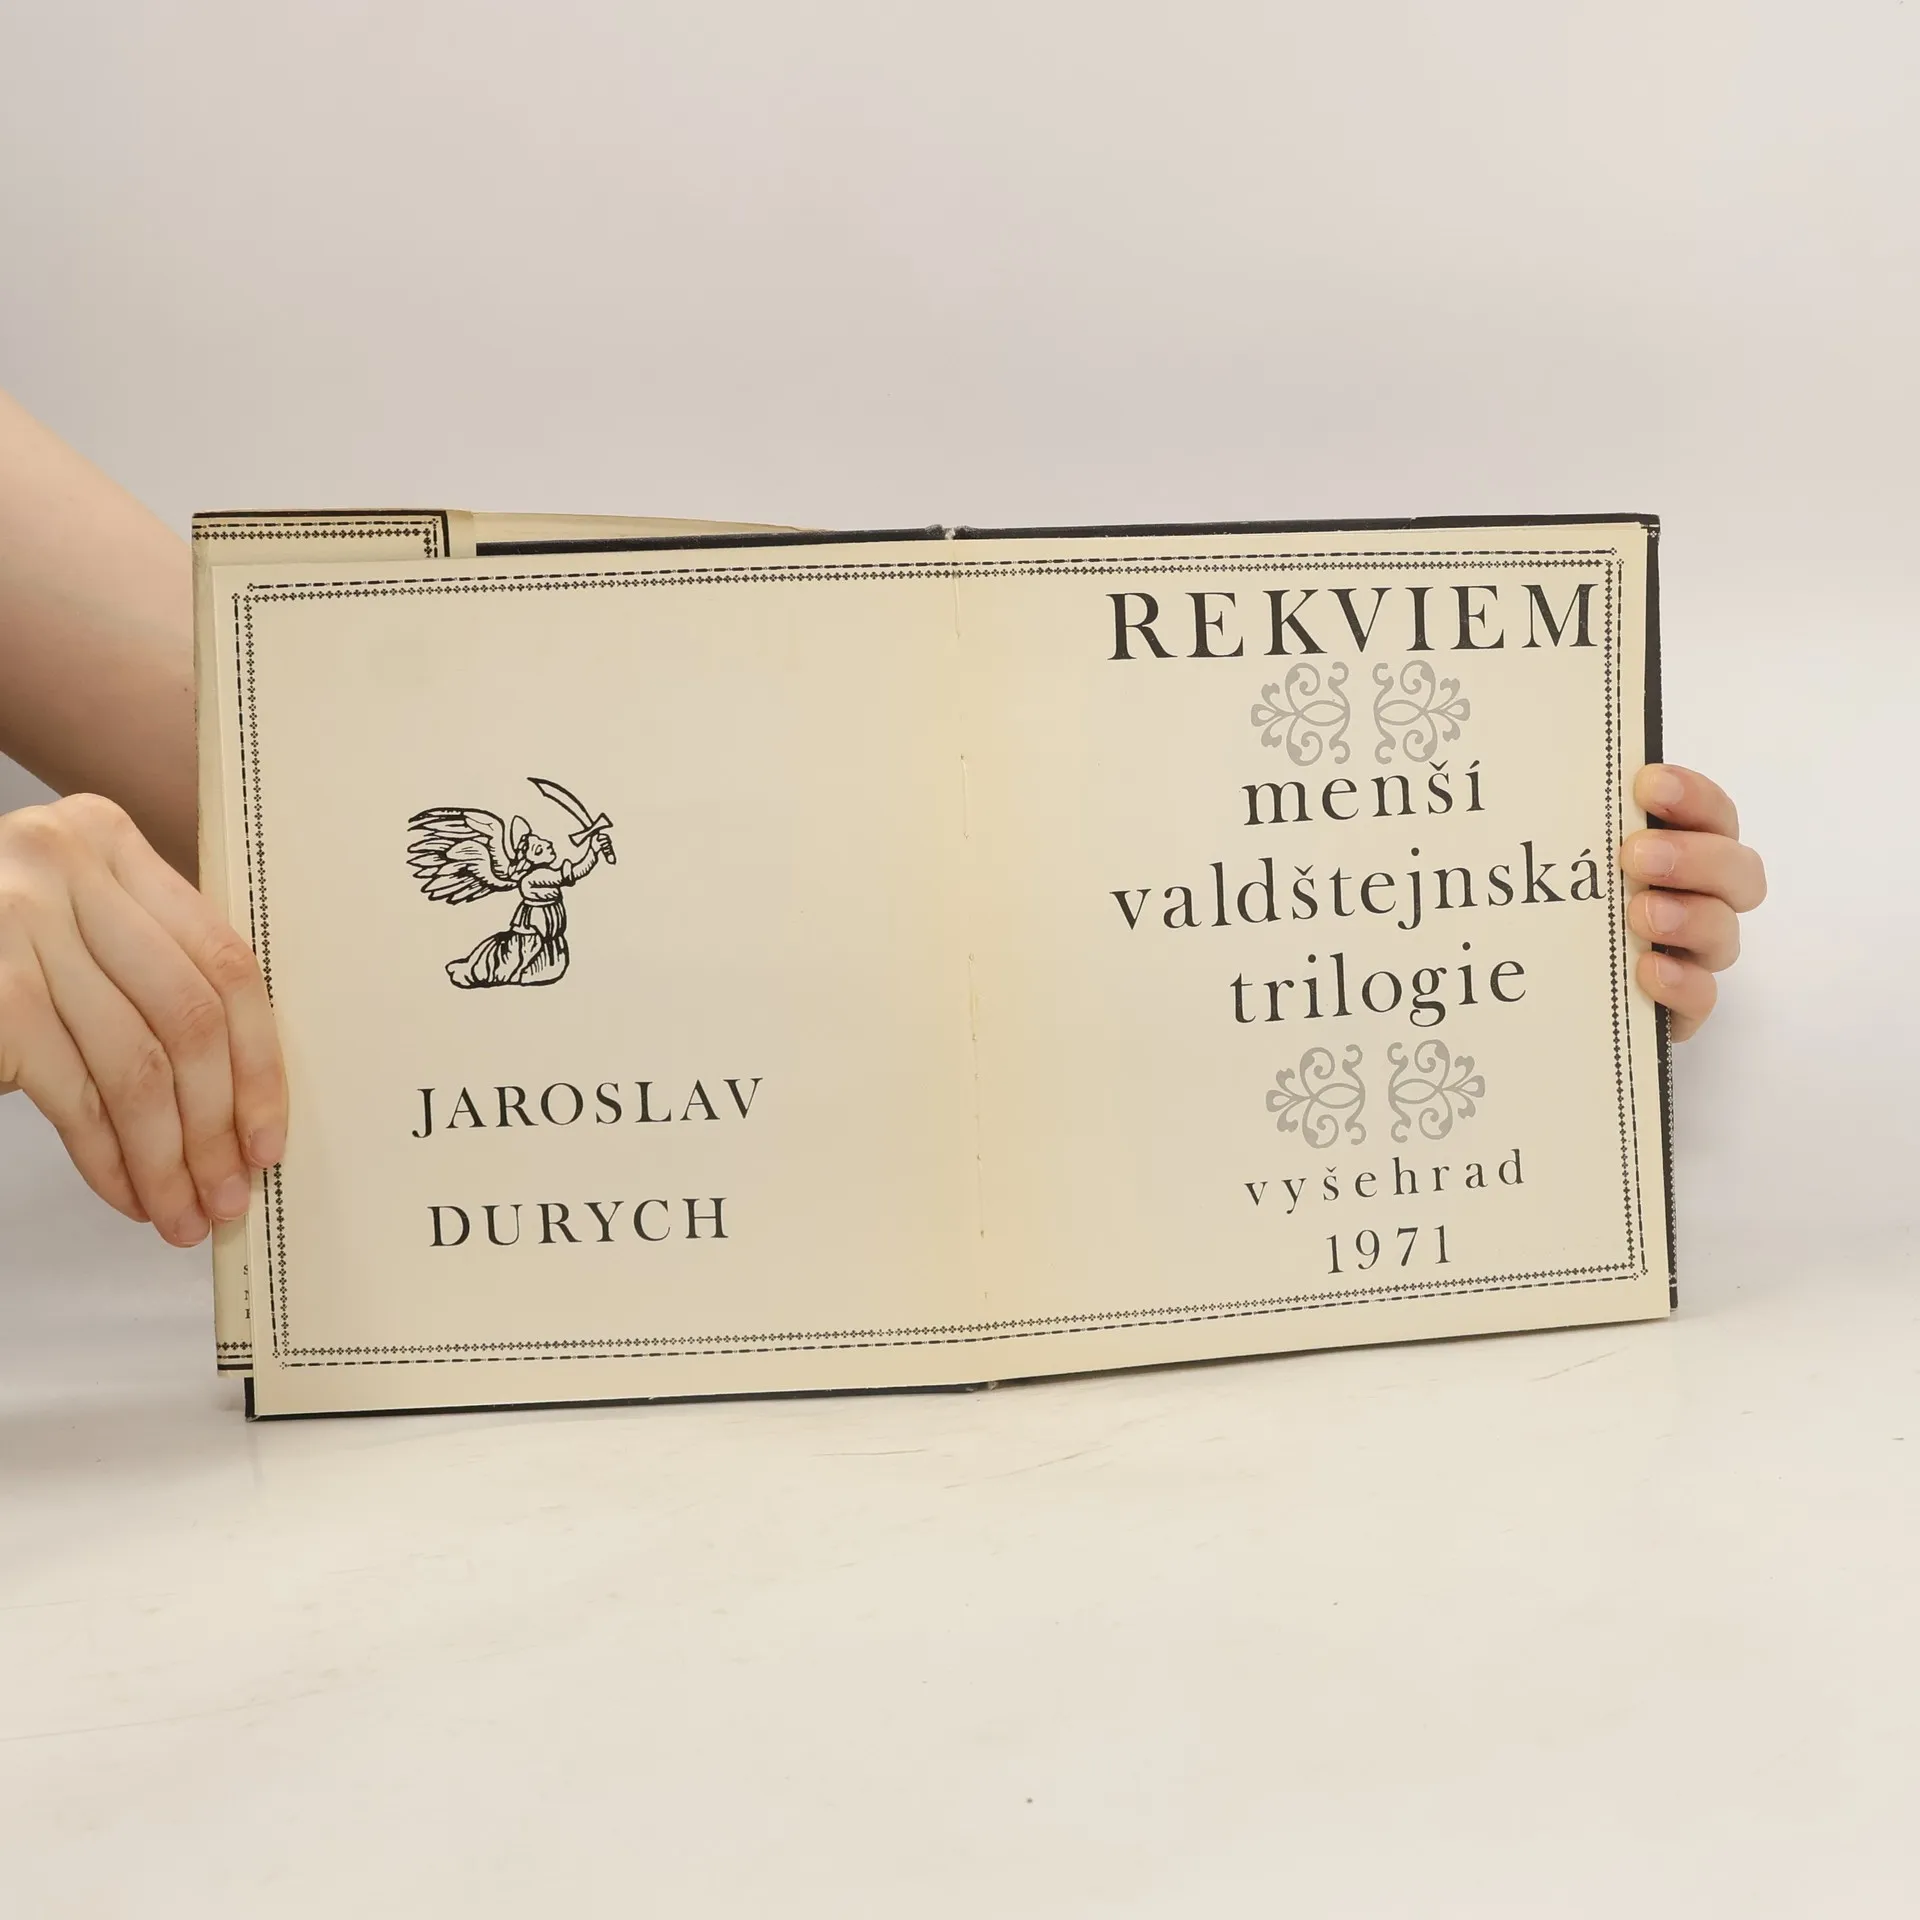 JAROSLAV
DURYCH
REKVIEM
menší
valdštejnská
trilogie
vyšehrad
1971